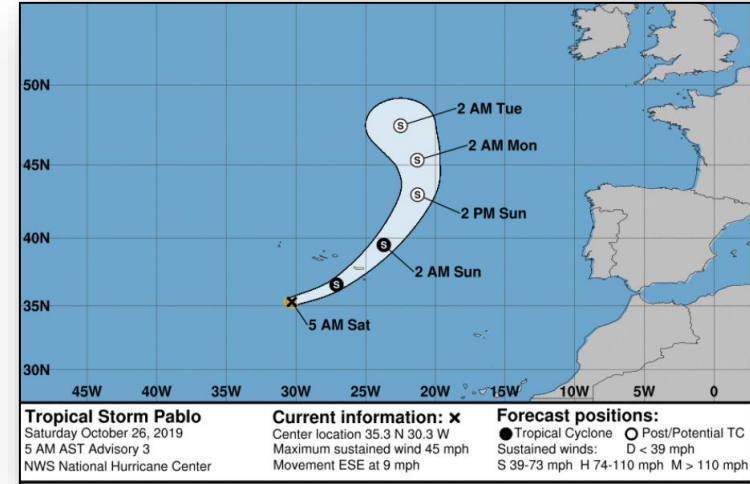 50N
2 AM Tue
S
2 AM Mon
45N
S
S
2 PM Sun
40N
S
2 AM Sun
S
35N
5 AM Sat
30N
45W 40W 35W 30W 25W 20W 15W 10W 5W 0
Tropical Storm Pablo
Saturday October 26, 2019
5 AM AST Advisory 3
NWS National Hurricane Center
Current information: x
Center location 35.3 N 30.3 W
Maximum sustained wind 45 mph
Movement ESE at 9 mph
Forecast positions:
Tropical Cyclone Post/Potential TC
Sustained winds: D < 39 mph
S 39-73 mph H 74-110 mph M > 110 mph